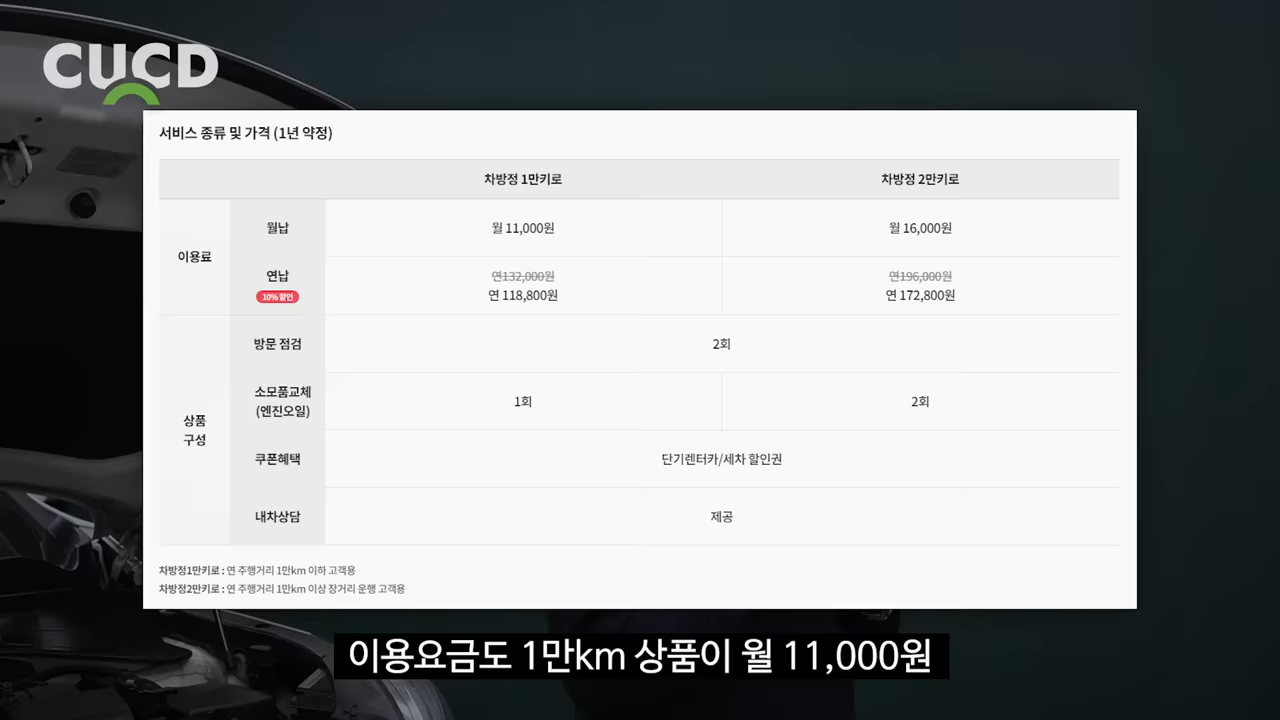 CUCD
서비스 종류 및 가격 (1년 약정)
차방정 1만키로 차방정 2만키로
이용료
월납 월 11,000원 월 16,000원
연납 연132,000원 연196,000원
10% 할인 연 118,800원 연 172,800원
상품
구성
방문 점검 2회
소모품교체
(엔진오일) 1회 2회
쿠폰혜택 단기렌터카/세차 할인권
내차상담 제공
차방정1만키로 : 연 주행거리 1만km 이하 고객용
차방정2만키로 : 연 주행거리 1만km 이상 장거리 운행 고객용
이용요금도 1만km 상품이 월 11,000원